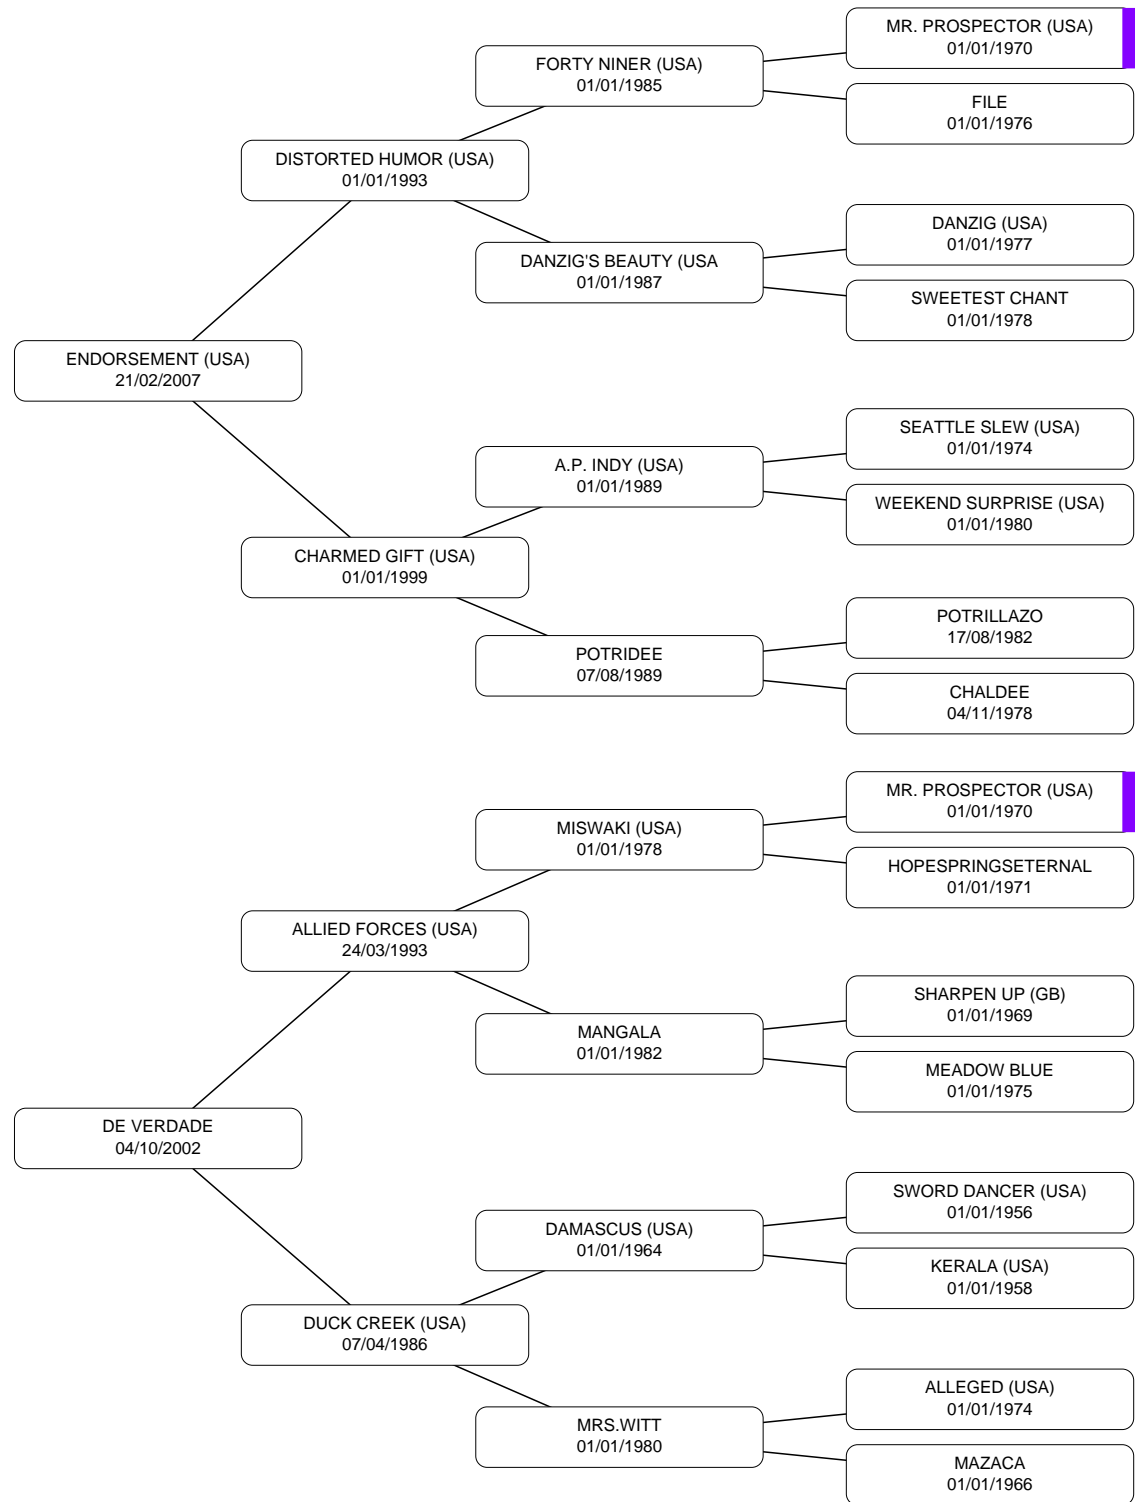 MR. PROSPECTOR (USA)
01/01/1970
FORTY NINER (USA)
01/01/1985
FILE
01/01/1976
DISTORTED HUMOR (USA)
01/01/1993
DANZIG (USA)
01/01/1977
DANZIG'S BEAUTY (USA
01/01/1987
SWEETEST CHANT
01/01/1978
ENDORSEMENT (USA)
21/02/2007
SEATTLE SLEW (USA)
01/01/1974
A.P. INDY (USA)
01/01/1989
WEEKEND SURPRISE (USA)
01/01/1980
CHARMED GIFT (USA)
01/01/1999
POTRILLAZO
17/08/1982
POTRIDEE
07/08/1989
CHALDEE
04/11/1978
MR. PROSPECTOR (USA)
01/01/1970
MISWAKI (USA)
01/01/1978
HOPESPRINGSETERNAL
01/01/1971
ALLIED FORCES (USA)
24/03/1993
SHARPEN UP (GB)
01/01/1969
MANGALA
01/01/1982
MEADOW BLUE
01/01/1975
DE VERDADE
04/10/2002
SWORD DANCER (USA)
01/01/1956
DAMASCUS (USA)
01/01/1964
KERALA (USA)
01/01/1958
DUCK CREEK (USA)
07/04/1986
ALLEGED (USA)
01/01/1974
MRS.WITT
01/01/1980
MAZACA
01/01/1966